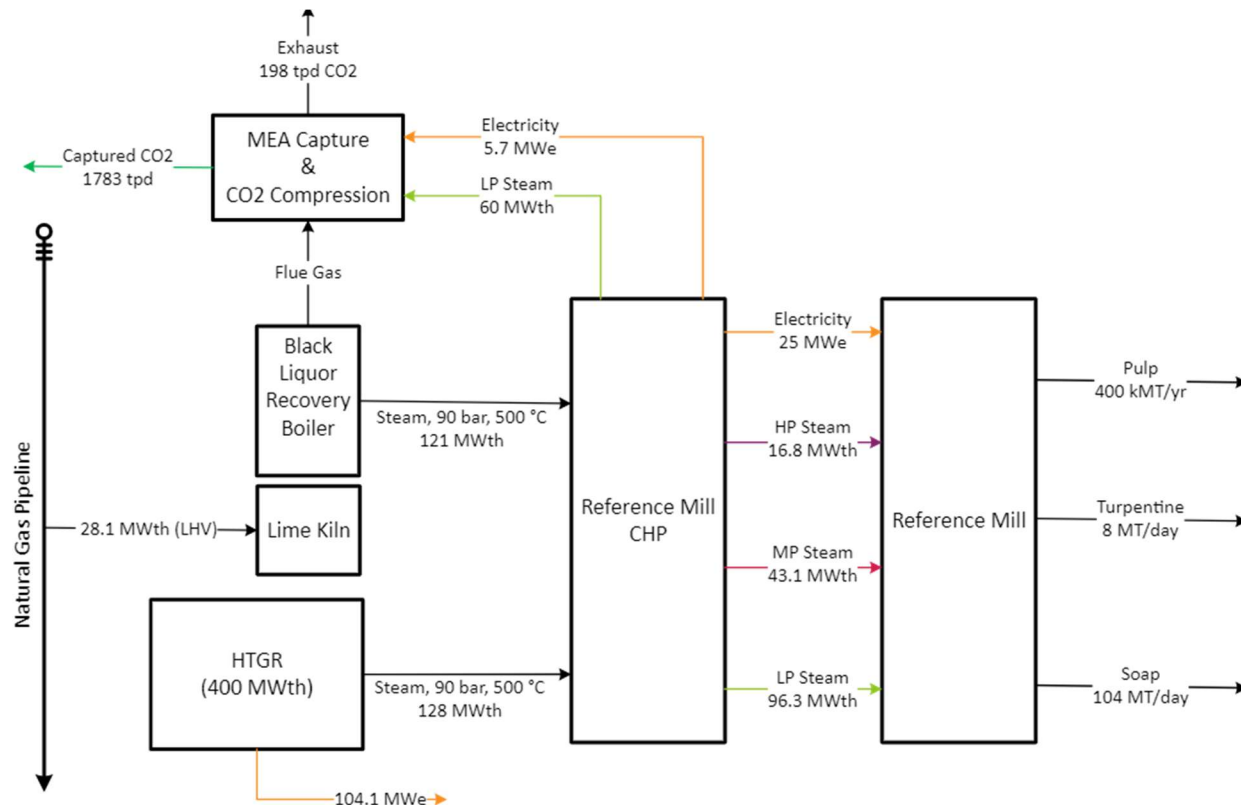 Exhaust
198 tpd CO2
MEA Capture
&
CO2 Compression
Captured CO2
1783 tpd
Electricity
5.7 MWe
LP Steam
60 MWth
Flue Gas
Black
Liquor
Recovery
Boiler
Steam, 90 bar, 500 °C
121 MWth
Natural Gas Pipeline
28.1 MWth (LHV)
Lime Kiln
HTGR
(400 MWth)
Steam, 90 bar, 500 °C
128 MWth
104.1 MWe
Reference Mill
CHP
Electricity
25 MWe
HP Steam
16.8 MWth
MP Steam
43.1 MWth
LP Steam
96.3 MWth
Reference Mill
Pulp
400 kMT/yr
Turpentine
8 MT/day
Soap
104 MT/day